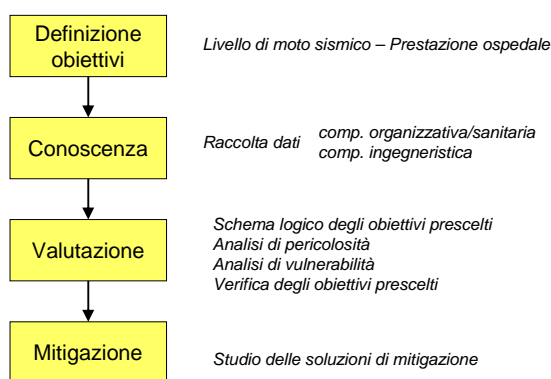 Definizione
obiettivi
Livello di moto sismico – Prestazione ospedale
Conoscenza
Raccolta dati
comp. organizzativa/sanitaria
comp. ingegneristica
Valutazione
Schema logico degli obiettivi prescelti
Analisi di pericolosità
Analisi di vulnerabilità
Verifica degli obiettivi prescelti
Mitigazione
Studio delle soluzioni di mitigazione